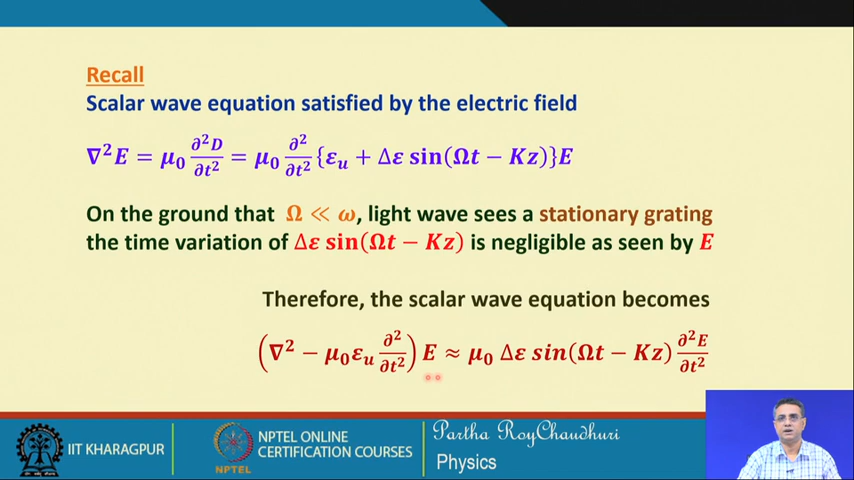 Recall
Scalar wave equation satisfied by the electric field
∇²E = μ₀ ∂²D/∂t² = μ₀ ∂²/∂t² {εᵤ + Δε sin(Ωt − Kz)}E
On the ground that Ω ≪ ω, light wave sees a stationary grating
the time variation of Δε sin(Ωt − Kz) is negligible as seen by E
Therefore, the scalar wave equation becomes
(∇² − μ₀εᵤ ∂²/∂t²) E ≈ μ₀ Δε sin(Ωt − Kz) ∂²E/∂t²
IIT KHARAGPUR
NPTEL
NPTEL ONLINE
CERTIFICATION COURSES
Partha RoyChaudhuri
Physics